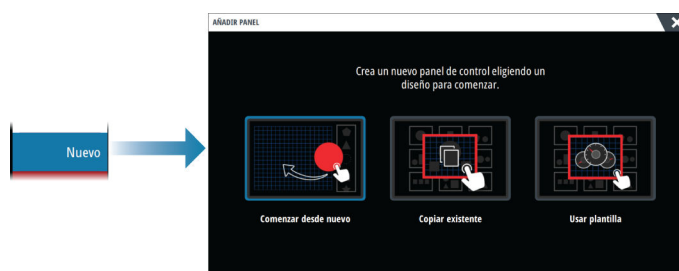 AÑADIR PANEL
Crea un nuevo panel de control eligiendo un
diseño para comenzar.
Nuevo
Comenzar desde nuevo
Copiar existente
Usar plantilla